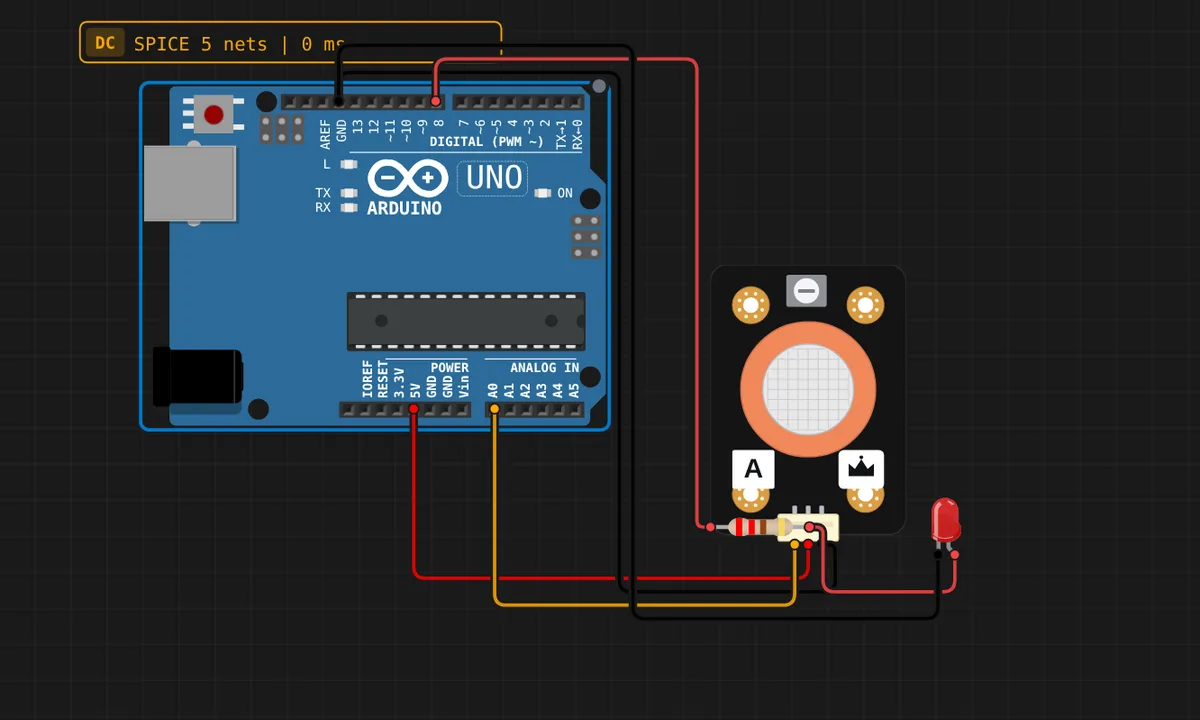 DC SPICE 5 nets | 0 ms
AREF
GND
13
12
~11
~10
~9
8
7
~6
~5
4
~3
2
TX→1
RX←0
DIGITAL (PWM ~)
L
TX
RX
UNO
ON
ARDUINO
IOREF
RESET
3.3V
5V
GND
GND
Vin
POWER
ANALOG IN
A0
A1
A2
A3
A4
A5
A